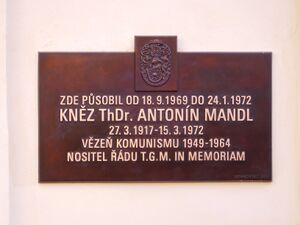 ZDE PŮSOBIL OD 18.9.1969 DO 24.1.1972
KNĚZ ThDr. ANTONÍN MANDL
27.3.1917-15.3.1972
VĚZEŇ KOMUNISMU 1949-1964
NOSITEL ŘÁDU T.G.M. IN MEMORIAM